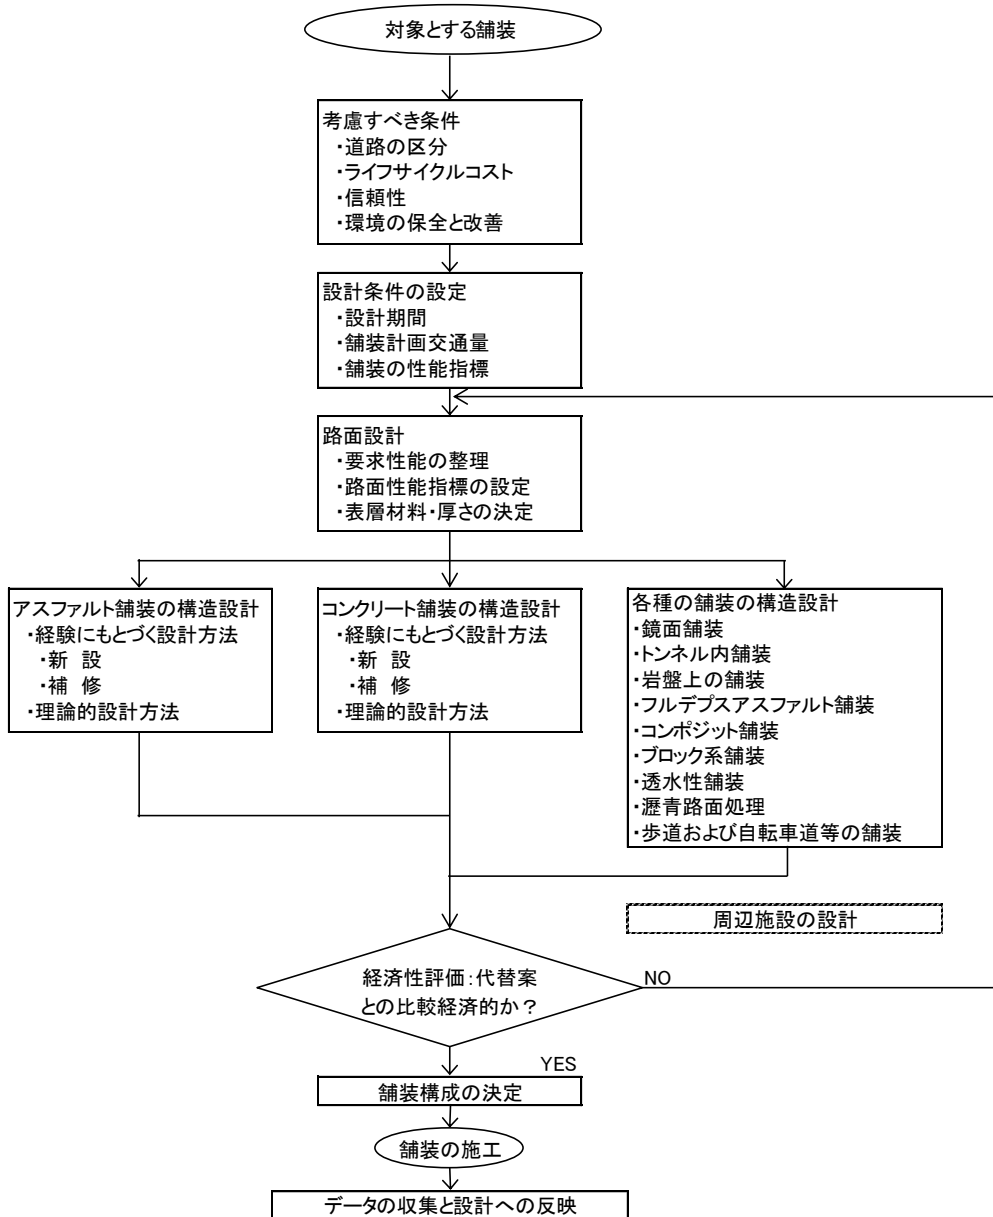 対象とする舗装
考慮すべき条件
・道路の区分
・ライフサイクルコスト
・信頼性
・環境の保全と改善
設計条件の設定
・設計期間
・舗装計画交通量
・舗装の性能指標
路面設計
・要求性能の整理
・路面性能指標の設定
・表層材料・厚さの決定
アスファルト舗装の構造設計
・経験にもとづく設計方法
・新 設
・補 修
・理論的設計方法
コンクリート舗装の構造設計
・経験にもとづく設計方法
・新 設
・補 修
・理論的設計方法
各種の舗装の構造設計
・鏡面舗装
・トンネル内舗装
・岩盤上の舗装
・フルデプスアスファルト舗装
・コンポジット舗装
・ブロック系舗装
・透水性舗装
・瀝青路面処理
・歩道および自転車道等の舗装
周辺施設の設計
経済性評価:代替案
との比較経済的か?
NO
YES
舗装構成の決定
舗装の施工
データの収集と設計への反映